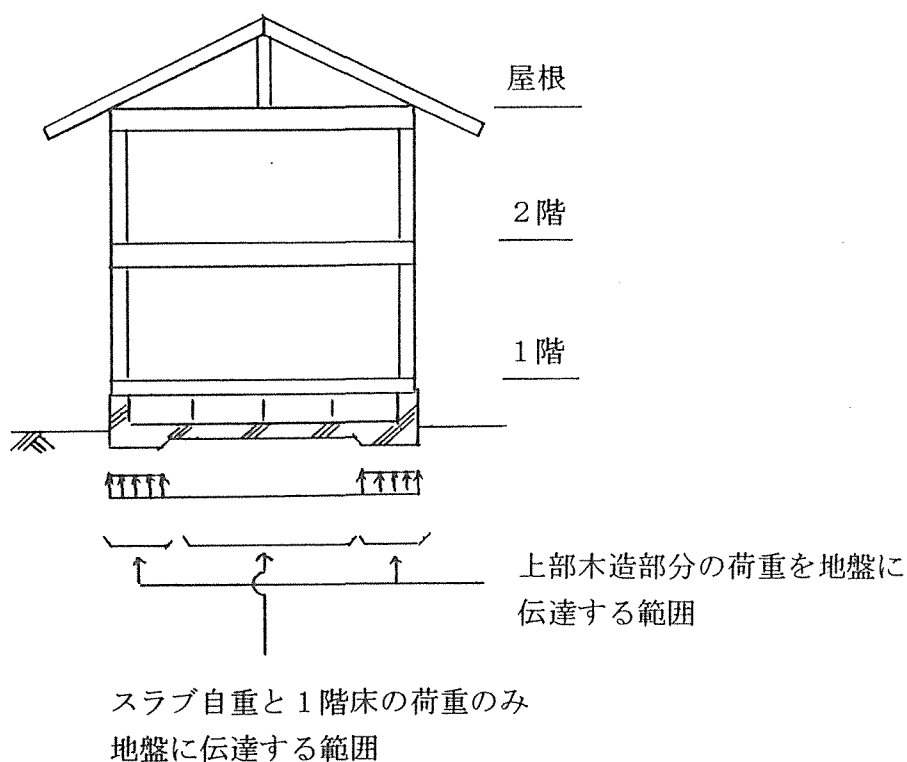 屋根
2階
1階
上部木造部分の荷重を地盤に
伝達する範囲
スラブ自重と1階床の荷重のみ
地盤に伝達する範囲